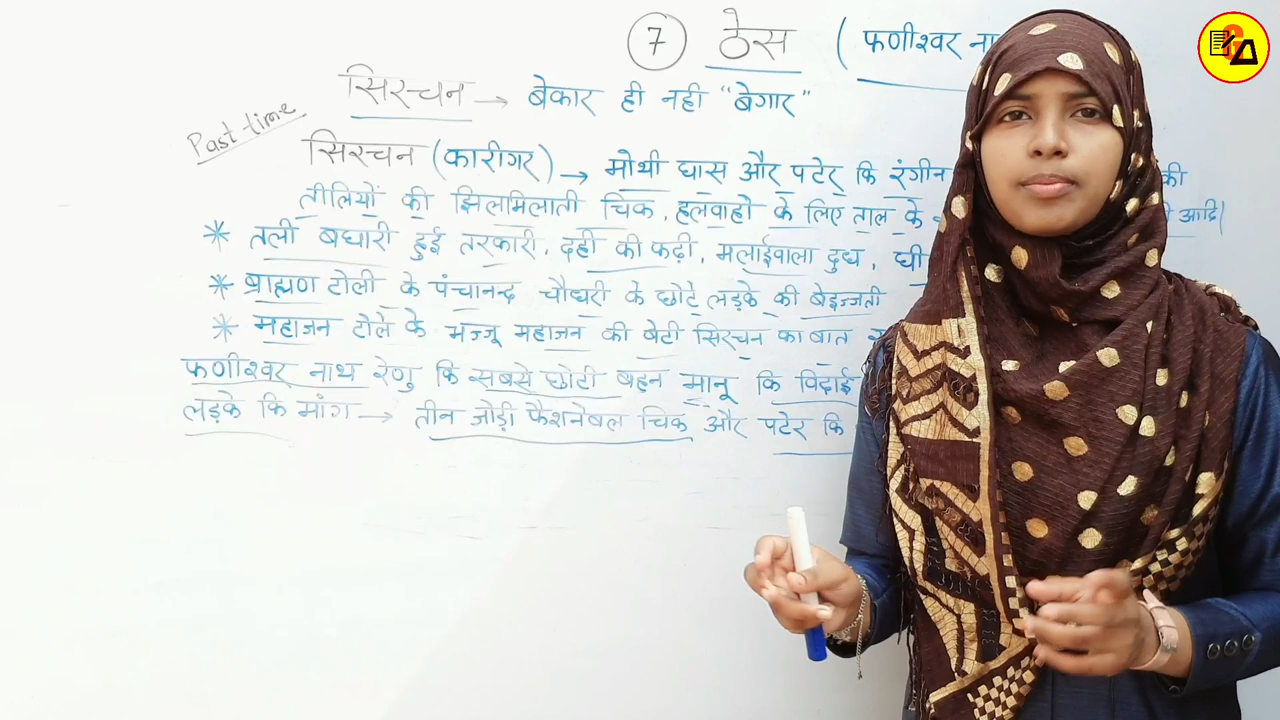 7 ठेस ( फणीश्वर ना
सिरचन → बेकार ही नही "बेगार"
Past time
सिरचन (कारीगर) → मोथी घास और पटेर कि रंगीन की
तीलियों की झिलमिलाती चिक, हलवाहों के लिए ताल के आदि)
* तली बघारी हुई तरकारी, दही की कढ़ी, मलाईवाला दुध, घी
* ब्राह्मण टोली के पंचानन्द चौधरी के छोटे लड़के की बेइज्जती
* महाजन टोले के भज्जू महाजन की बेटी सिरचन का बात
फणीश्वर नाथ रेणु कि सबसे छोटी बहन मानू कि विदाई
लड़के कि मांग → तीन जोड़ी फैशनेबल चिक और पटेर कि